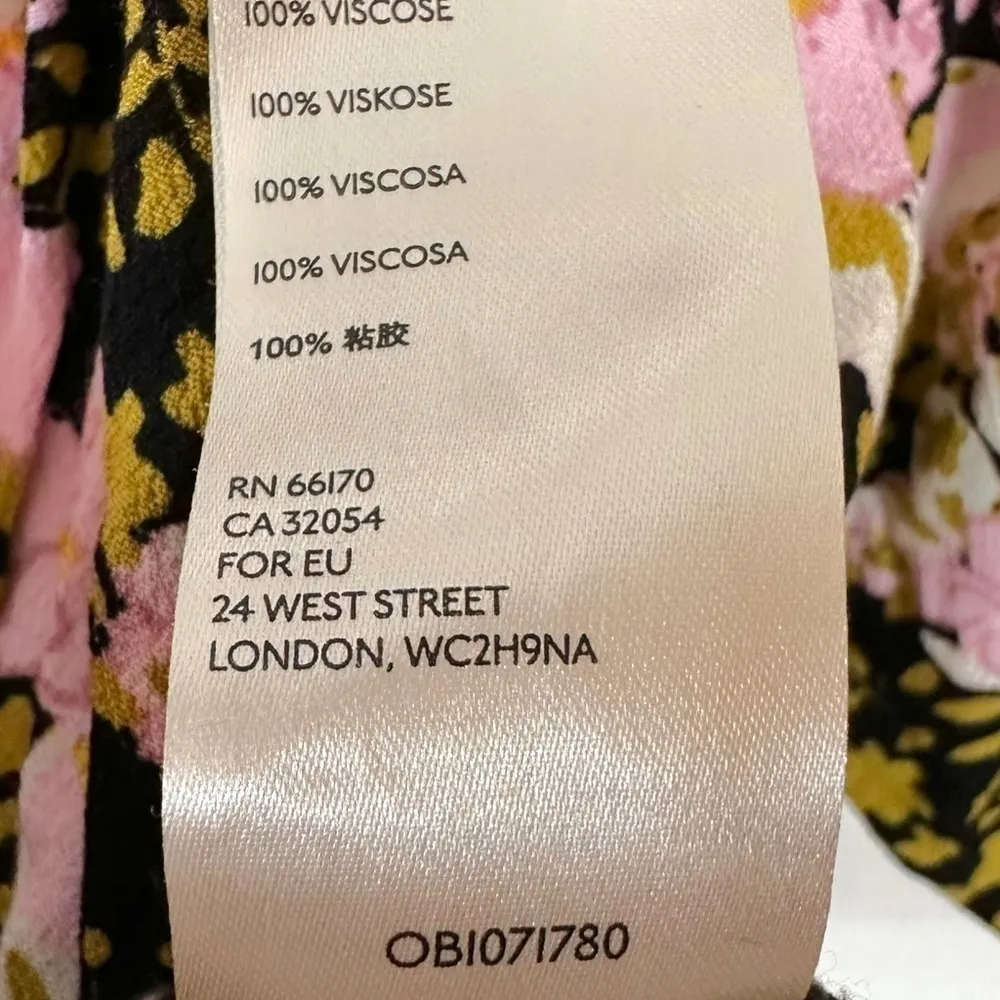 100% VISCOSE
100% VISKOSE
100% VISCOSA
100% VISCOSA
100% 粘胶
RN 66170
CA 32054
FOR EU
24 WEST STREET
LONDON, WC2H9NA
OB1071780